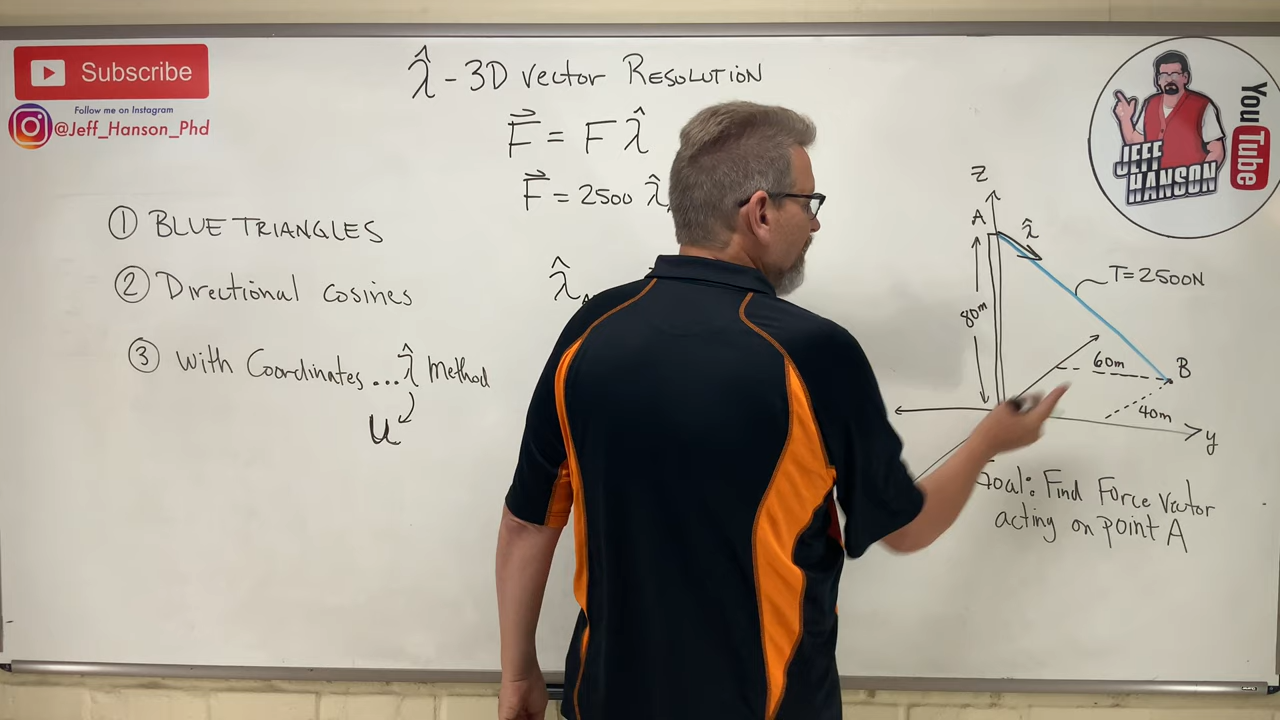 Subscribe
Follow me on Instagram
@Jeff_Hanson_Phd
λ̂ - 3D vector Resolution
F⃗ = F λ̂
F⃗ = 2500 λ̂
λ̂
① BLUE TRIANGLES
② Directional cosines
③ With Coordinates ... λ̂ Method
u
JEFF HANSON
YouTube
Z
A
λ̂
T=2500N
80m
60m
B
40m
y
Goal: Find Force Vector
acting on point A